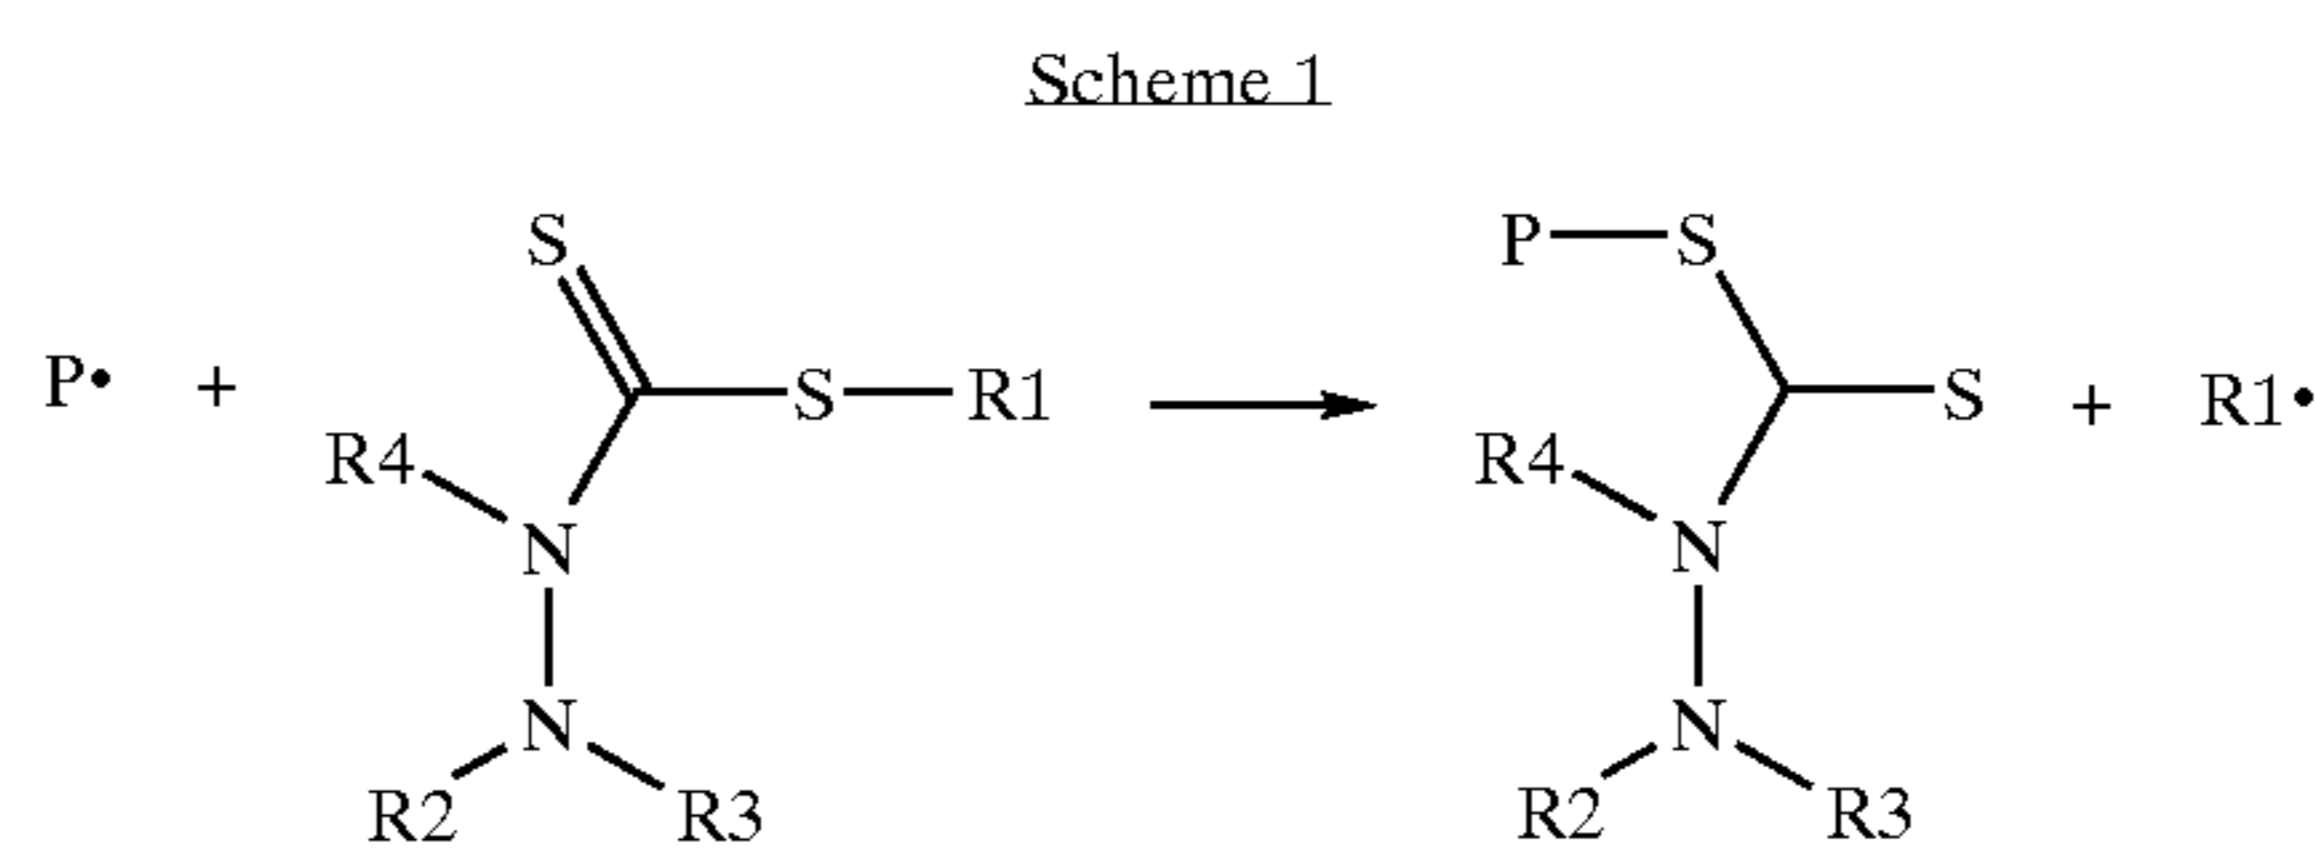 Scheme 1
S P S
P• + S R1 S + R1•
R4 R4
N N
N N
R2 R3 R2 R3